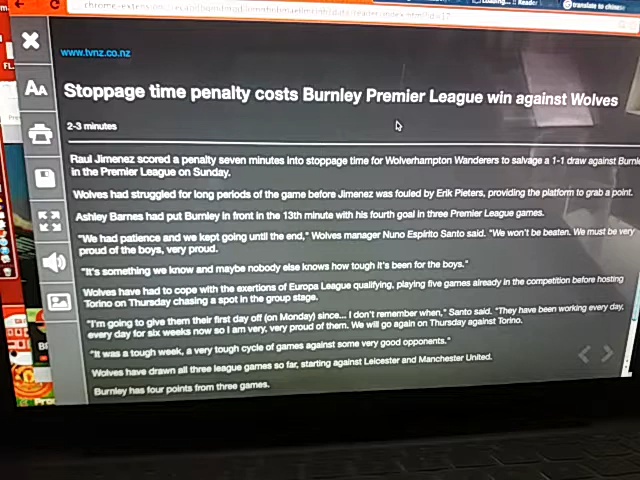 www.tvnz.co.nz
Stoppage time penalty costs Burnley Premier League win against Wolves
2-3 minutes
Raul Jimenez scored a penalty seven minutes into stoppage time for Wolverhampton Wanderers to salvage a 1-1 draw against Burnle
in the Premier League on Sunday.
Wolves had struggled for long periods of the game before Jimenez was fouled by Erik Pieters, providing the platform to grab a point.
Ashley Barnes had put Burnley in front in the 13th minute with his fourth goal in three Premier League games.
"We had patience and we kept going until the end," Wolves manager Nuno Espirito Santo said. "We won't be beaten. We must be very
proud of the boys, very proud.
"It's something we know and maybe nobody else knows how tough it's been for the boys."
Wolves have had to cope with the exertions of Europa League qualifying, playing five games already in the competition before hosting
Torino on Thursday chasing a spot in the group stage.
"I'm going to give them their first day off (on Monday) since... I don't remember when," Santo said. "They have been working every day,
every day for six weeks now so I am very, very proud of them. We will go again on Thursday against Torino.
"It was a tough week, a very tough cycle of games against some very good opponents."
Wolves have drawn all three league games so far, starting against Leicester and Manchester United.
Burnley has four points from three games.